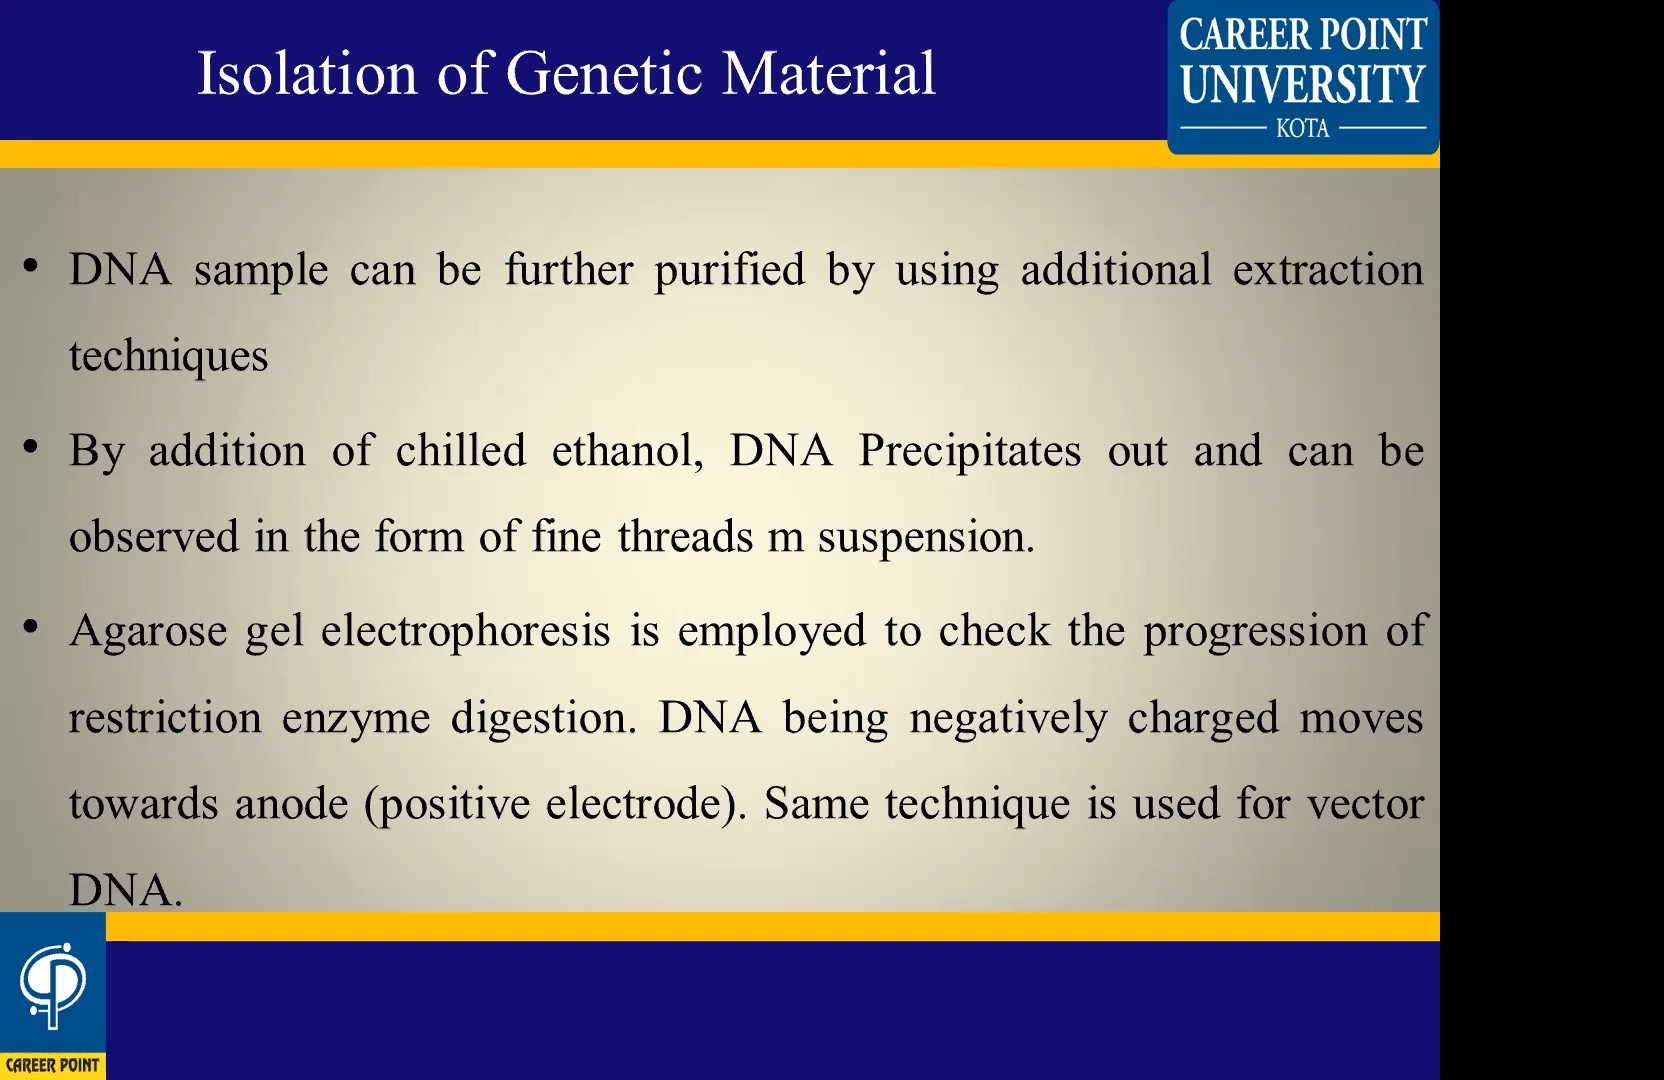 Isolation of Genetic Material
CAREER POINT
UNIVERSITY
KOTA
• DNA sample can be further purified by using additional extraction
techniques
• By addition of chilled ethanol, DNA Precipitates out and can be
observed in the form of fine threads m suspension.
• Agarose gel electrophoresis is employed to check the progression of
restriction enzyme digestion. DNA being negatively charged moves
towards anode (positive electrode). Same technique is used for vector
DNA.
CAREER POINT